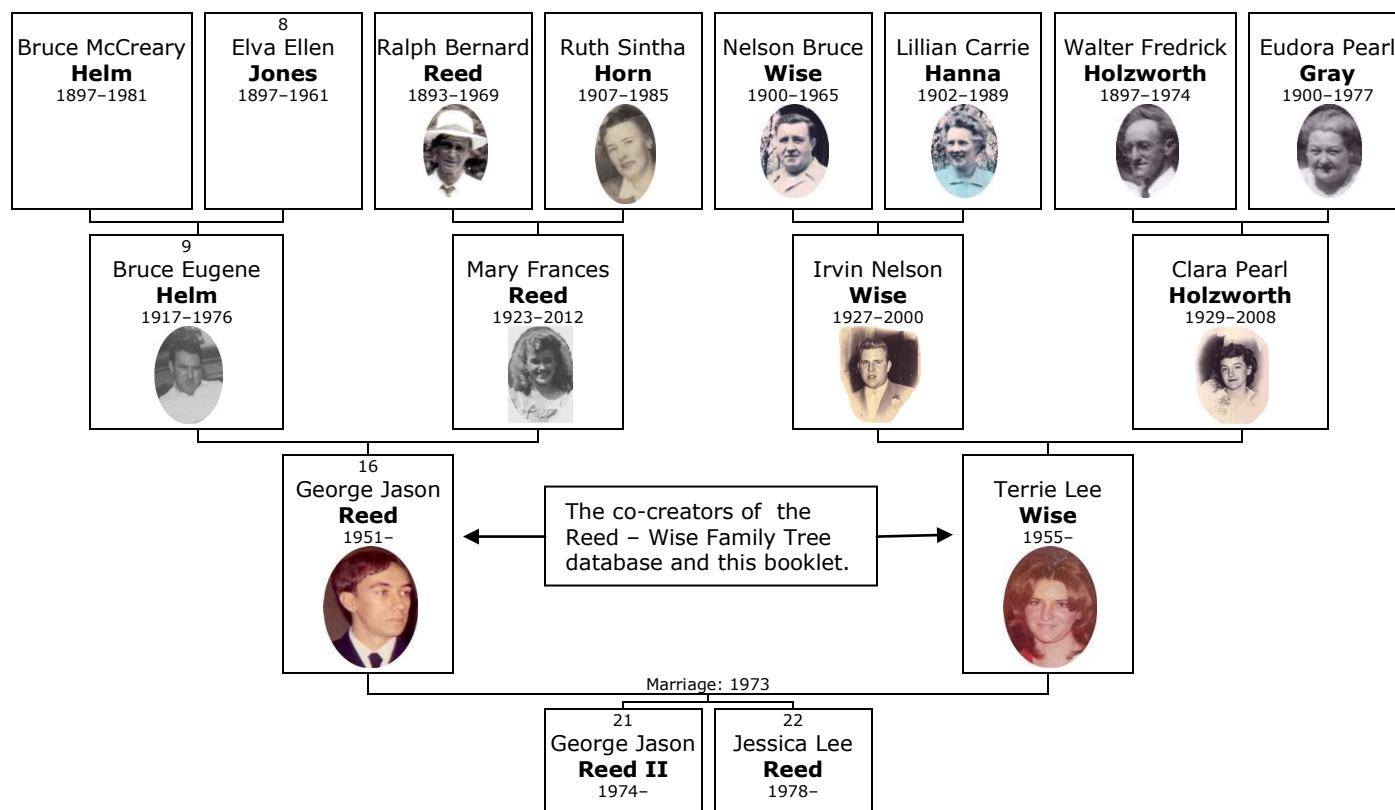 Bruce McCreary
Helm
1897–1981
8
Elva Ellen
Jones
1897–1961
Ralph Bernard
Reed
1893–1969
Ruth Sintha
Horn
1907–1985
Nelson Bruce
Wise
1900–1965
Lillian Carrie
Hanna
1902–1989
Walter Fredrick
Holzworth
1897–1974
Eudora Pearl
Gray
1900–1977
9
Bruce Eugene
Helm
1917–1976
Mary Frances
Reed
1923–2012
Irvin Nelson
Wise
1927–2000
Clara Pearl
Holzworth
1929–2008
16
George Jason
Reed
1951–
The co-creators of the
Reed – Wise Family Tree
database and this booklet.
Terrie Lee
Wise
1955–
Marriage: 1973
21
George Jason
Reed II
1974–
22
Jessica Lee
Reed
1978–